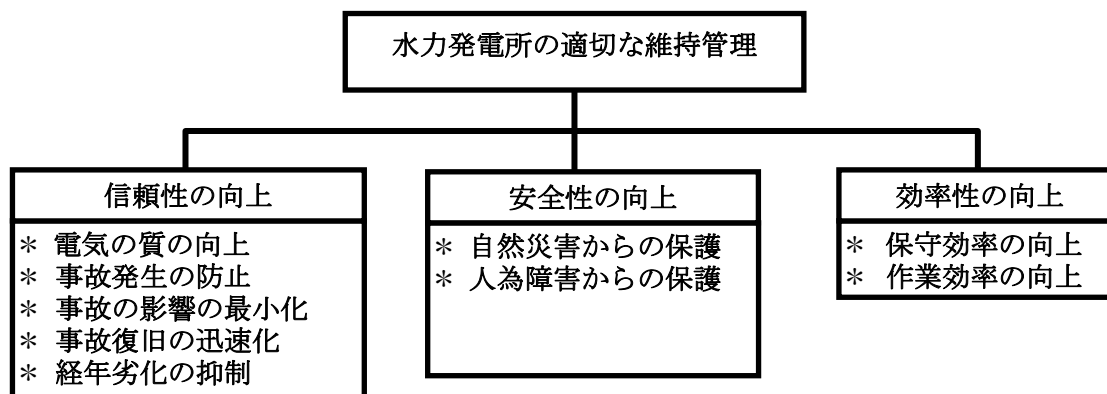 水力発電所の適切な維持管理
信頼性の向上
* 電気の質の向上
* 事故発生の防止
* 事故の影響の最小化
* 事故復旧の迅速化
* 経年劣化の抑制
安全性の向上
* 自然災害からの保護
* 人為障害からの保護
効率性の向上
* 保守効率の向上
* 作業効率の向上